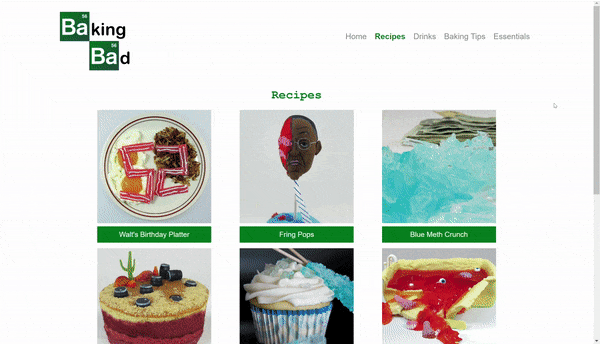 56
Baking
56
Bad
Home Recipes Drinks Baking Tips Essentials
Recipes
Walt's Birthday Platter Fring Pops Blue Meth Crunch